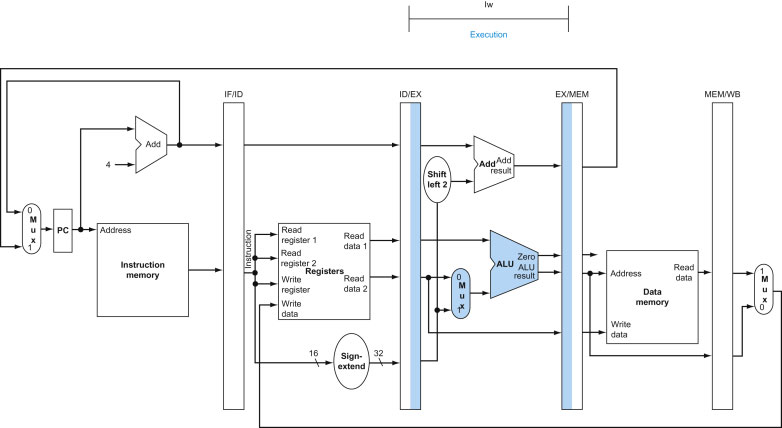 lw
Execution
IF/ID
ID/EX
EX/MEM
MEM/WB
Add
4
Add
Add
result
Shift
left 2
0
M
u
x
1
PC
Address
Instruction
memory
Instruction
Read
register 1
Read
register 2
Write
register
Write
data
Registers
Read
data 1
Read
data 2
0
M
u
x
1
Zero
ALU
ALU
result
Address
Read
data
Data
memory
Write
data
1
M
u
x
0
16
Sign-
extend
32